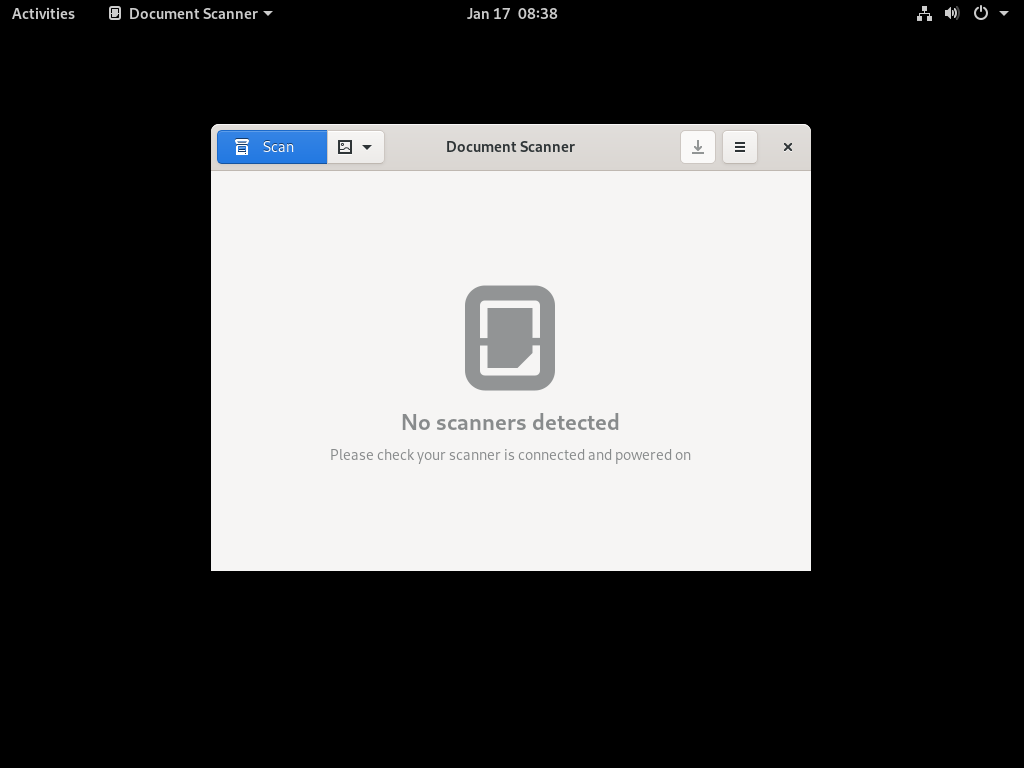 Activities
Document Scanner
Jan 17 08:38
Scan
Document Scanner
No scanners detected
Please check your scanner is connected and powered on